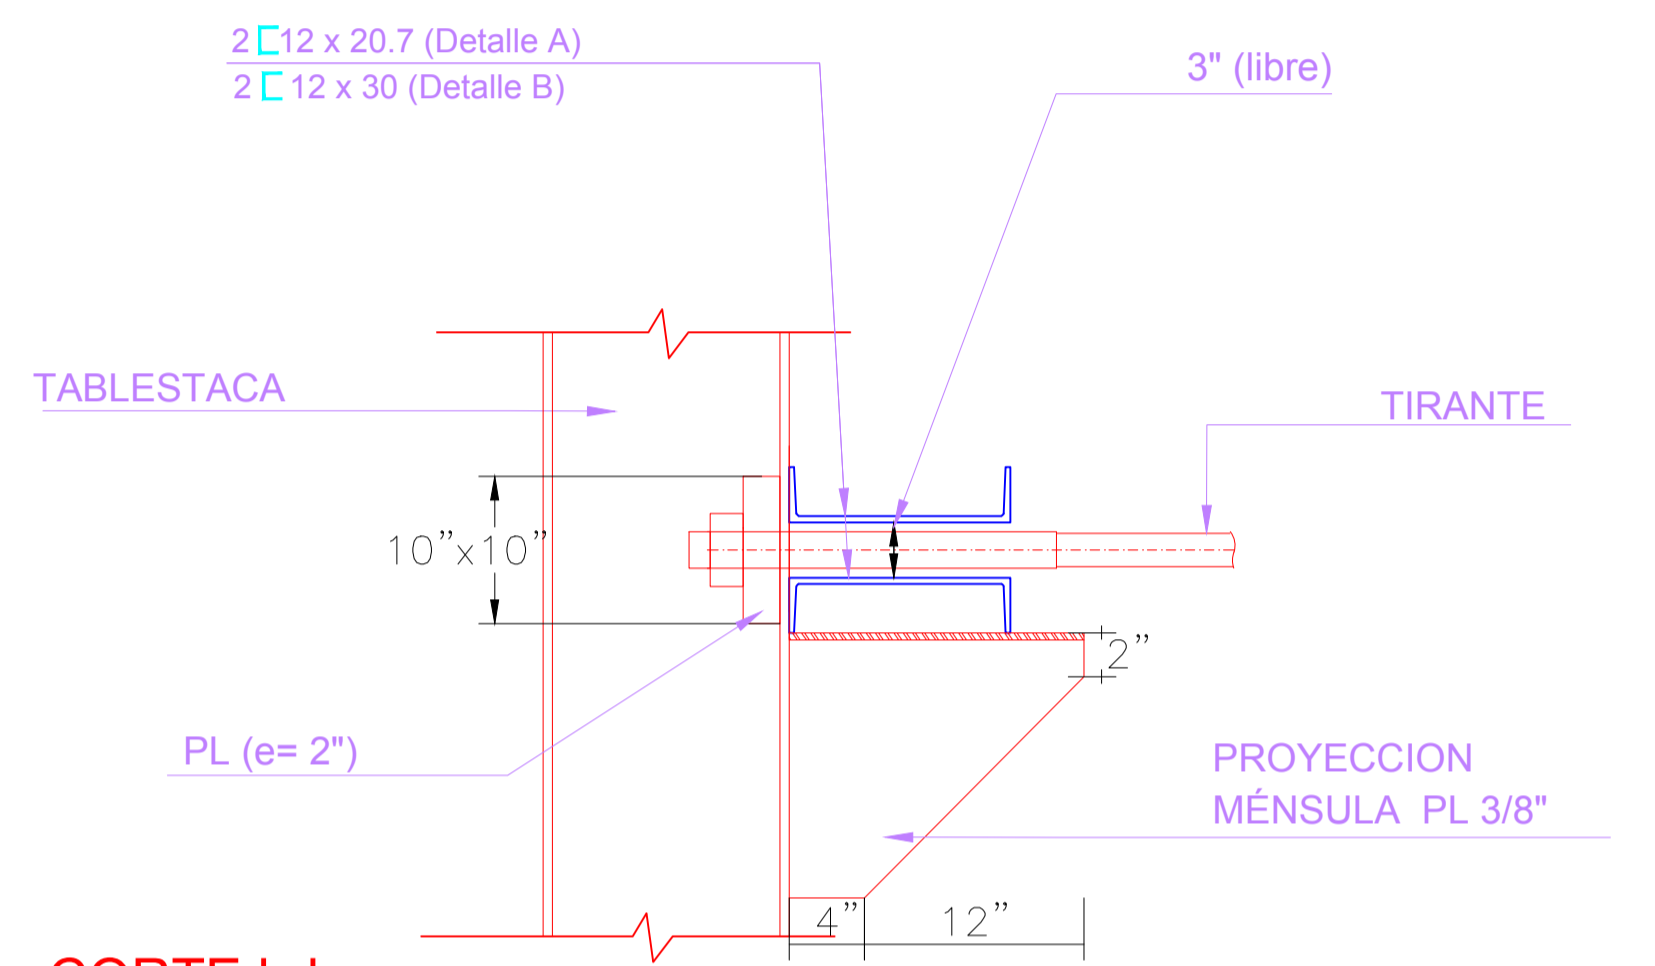 2 [ 12 x 20.7 (Detalle A)
2 [ 12 x 30 (Detalle B)
3" (libre)
TABLESTACA
TIRANTE
10”x10”
2”
PL (e= 2")
PROYECCION
MÉNSULA PL 3/8"
4” 12”